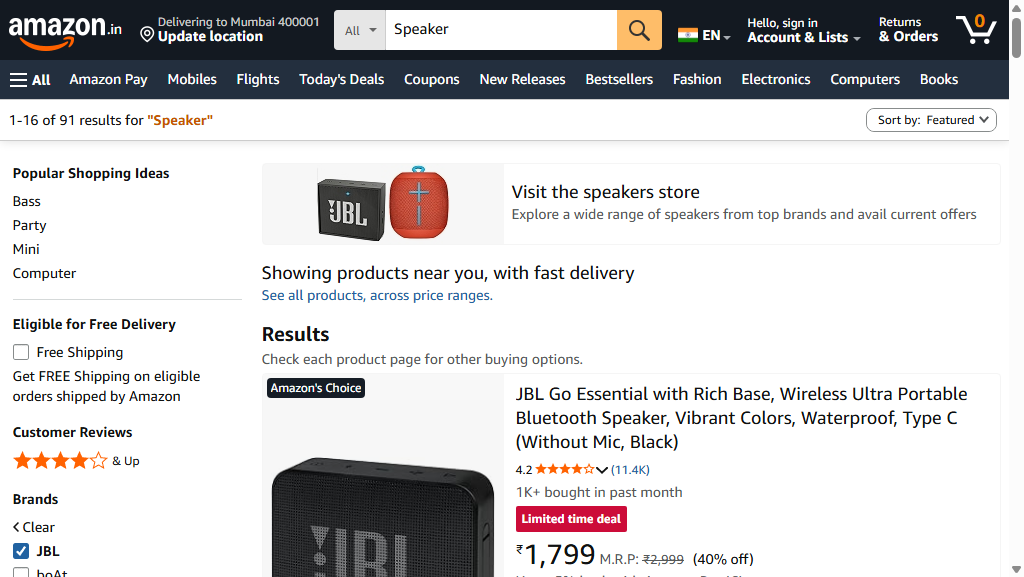 amazon.in
Delivering to Mumbai 400001
Update location
All
Speaker
EN
Hello, sign in
Account & Lists
Returns
& Orders
0
All
Amazon Pay
Mobiles
Flights
Today's Deals
Coupons
New Releases
Bestsellers
Fashion
Electronics
Computers
Books
1-16 of 91 results for "Speaker"
Sort by: Featured
Popular Shopping Ideas
Bass
Party
Mini
Computer
Eligible for Free Delivery
Free Shipping
Get FREE Shipping on eligible
orders shipped by Amazon
Customer Reviews
& Up
Brands
Clear
JBL
boAt
JBL
Visit the speakers store
Explore a wide range of speakers from top brands and avail current offers
Showing products near you, with fast delivery
See all products, across price ranges.
Results
Check each product page for other buying options.
Amazon's Choice
JBL
JBL Go Essential with Rich Base, Wireless Ultra Portable
Bluetooth Speaker, Vibrant Colors, Waterproof, Type C
(Without Mic, Black)
4.2 (11.4K)
1K+ bought in past month
Limited time deal
₹1,799 M.R.P: ₹2,999 (40% off)